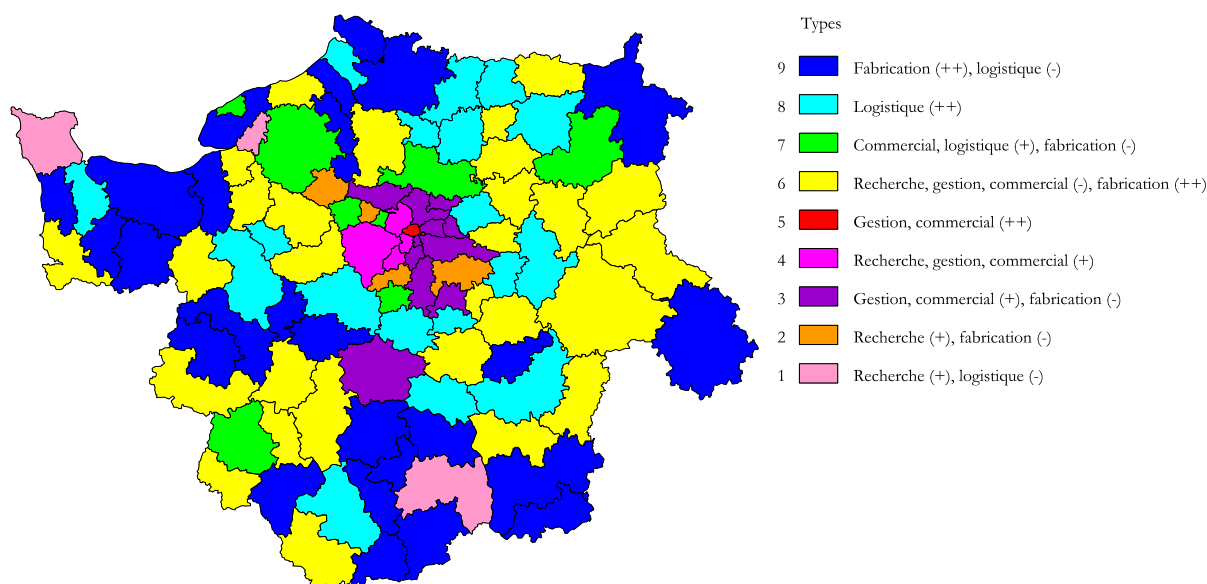 Types
9 Fabrication (++), logistique (-)
8 Logistique (++)
7 Commercial, logistique (+), fabrication (-)
6 Recherche, gestion, commercial (-), fabrication (++)
5 Gestion, commercial (++)
4 Recherche, gestion, commercial (+)
3 Gestion, commercial (+), fabrication (-)
2 Recherche (+), fabrication (-)
1 Recherche (+), logistique (-)